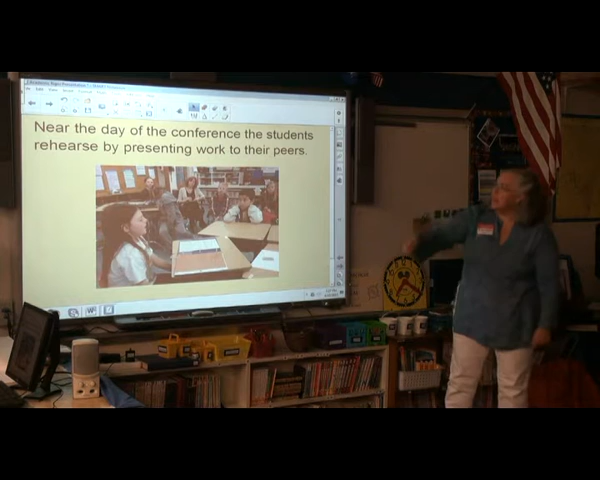 Near the day of the conference the students
rehearse by presenting work to their peers.